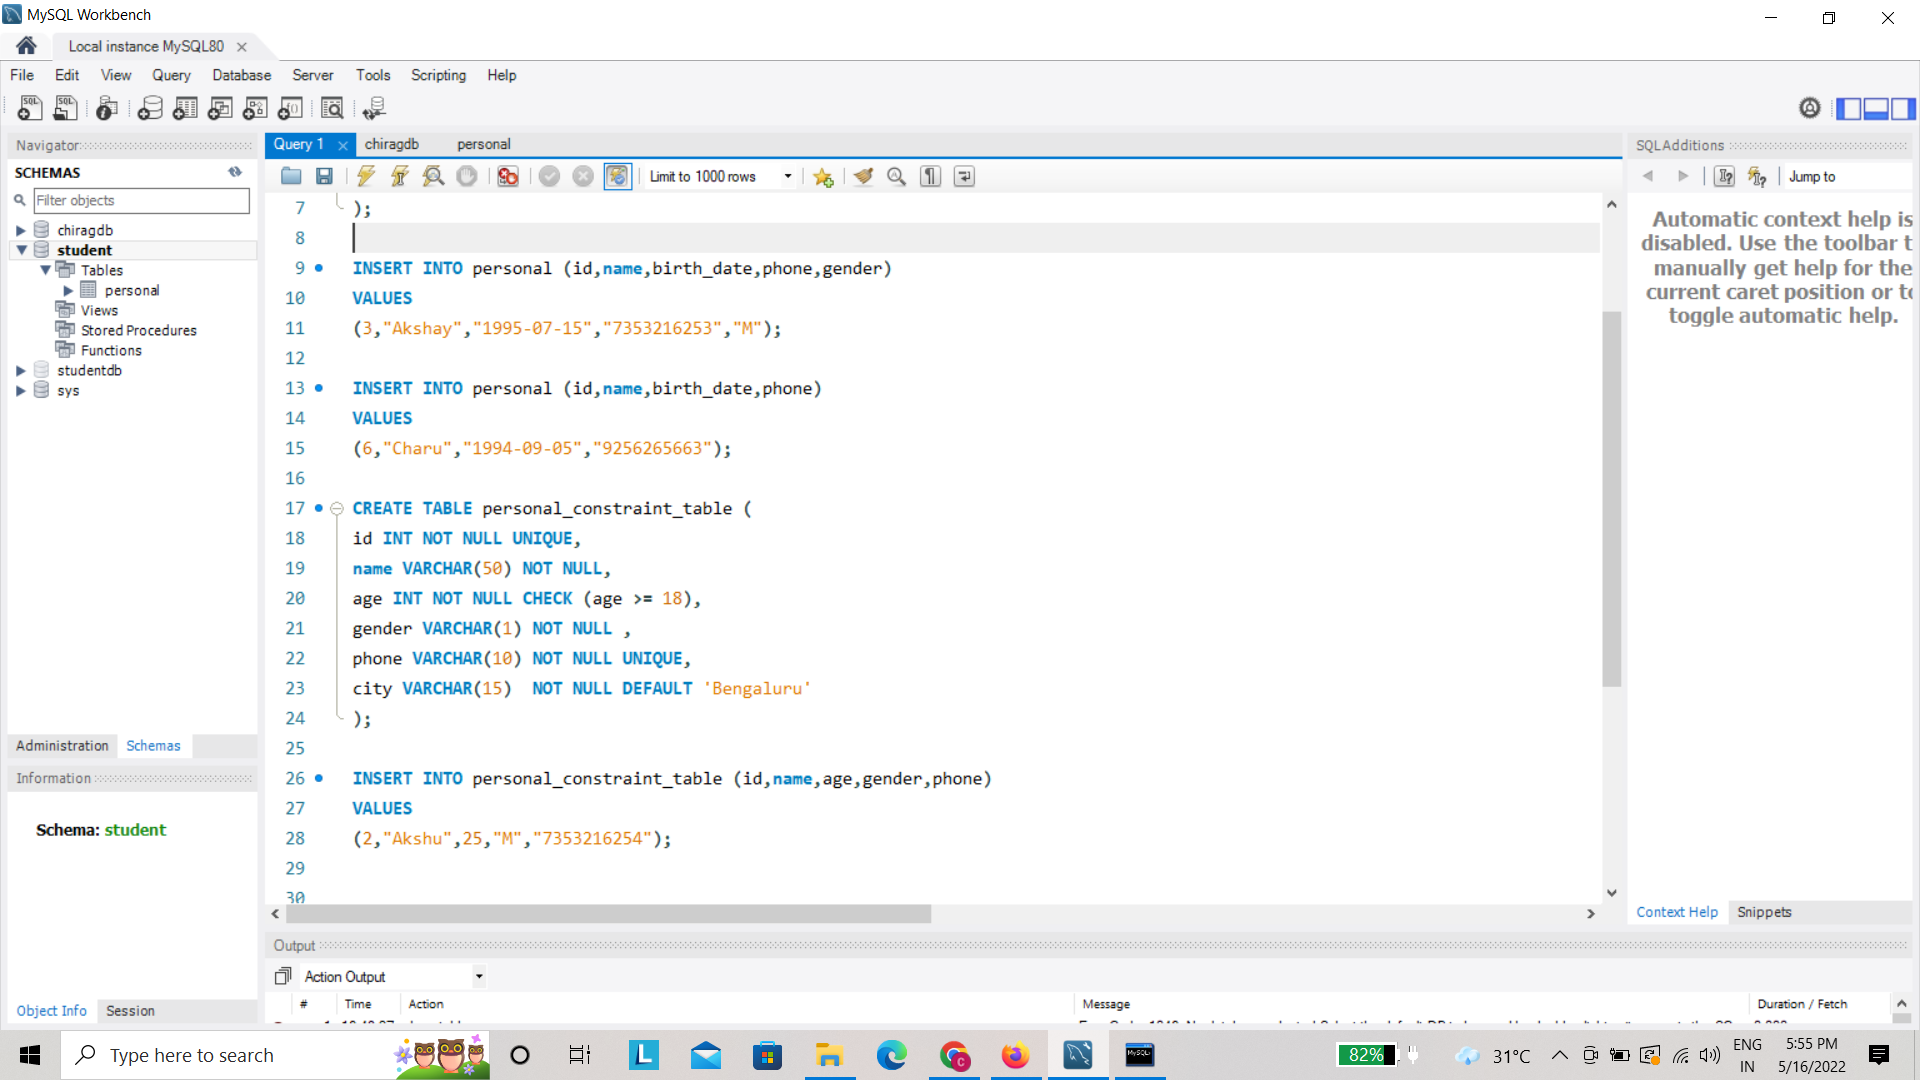 MySQL Workbench
Local instance MySQL80
File Edit View Query Database Server Tools Scripting Help
Navigator
SCHEMAS
Filter objects
chiragdb
student
Tables
personal
Views
Stored Procedures
Functions
studentdb
sys
Administration Schemas
Information
Schema: student
Object Info Session
Query 1 chiragdb personal
Limit to 1000 rows
7 );
8
9 INSERT INTO personal (id,name,birth_date,phone,gender)
10 VALUES
11 (3,"Akshay","1995-07-15","7353216253","M");
12
13 INSERT INTO personal (id,name,birth_date,phone)
14 VALUES
15 (6,"Charu","1994-09-05","9256265663");
16
17 CREATE TABLE personal_constraint_table (
18 id INT NOT NULL UNIQUE,
19 name VARCHAR(50) NOT NULL,
20 age INT NOT NULL CHECK (age >= 18),
21 gender VARCHAR(1) NOT NULL ,
22 phone VARCHAR(10) NOT NULL UNIQUE,
23 city VARCHAR(15)  NOT NULL DEFAULT 'Bengaluru'
24 );
25
26 INSERT INTO personal_constraint_table (id,name,age,gender,phone)
27 VALUES
28 (2,"Akshu",25,"M","7353216254");
29
30
SQLAdditions
Jump to
Automatic context help is
disabled. Use the toolbar t
manually get help for the
current caret position or to
toggle automatic help.
Context Help Snippets
Output
Action Output
# Time Action Message Duration / Fetch
Type here to search
82%
31°C
ENG
IN
5:55 PM
5/16/2022